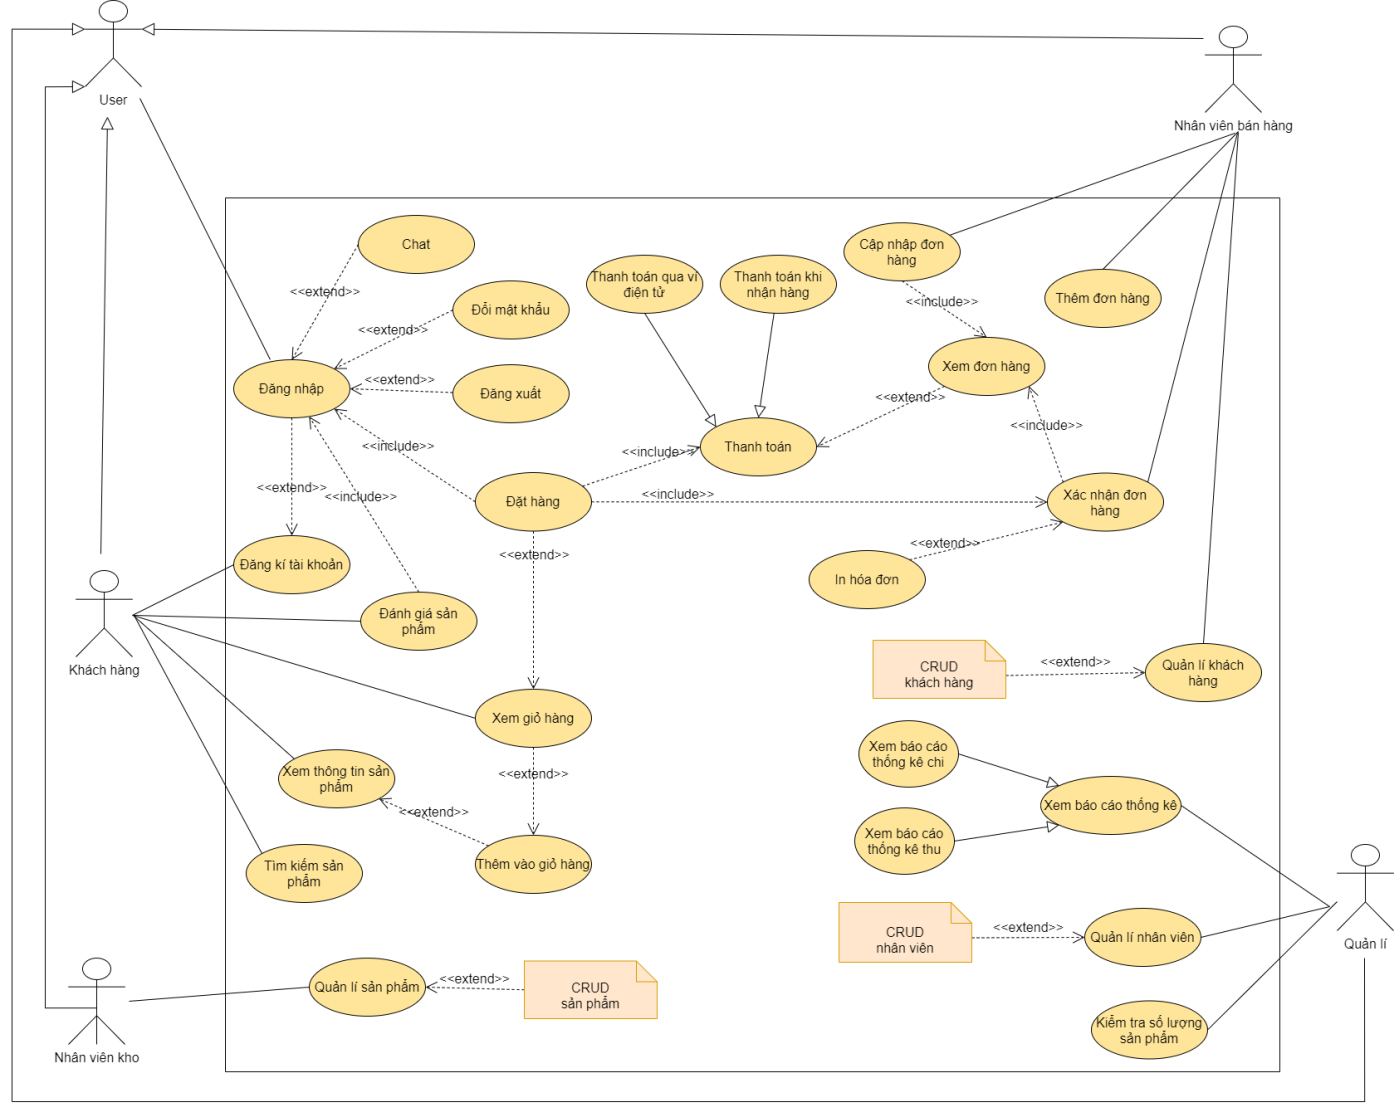 User
Nhân viên bán hàng
Chat
<<extend>>
Đổi mật khẩu
<<extend>>
Đăng nhập
<<extend>>
Đăng xuất
<<include>>
<<extend>>
<<include>>
Đăng kí tài khoản
Đánh giá sản
phẩm
Khách hàng
Thanh toán qua ví
điện tử
Thanh toán khi
nhận hàng
Cập nhập đơn
hàng
Thêm đơn hàng
<<include>>
Xem đơn hàng
<<extend>>
<<include>>
Thanh toán
<<include>>
Đặt hàng
<<include>>
Xác nhận đơn
hàng
<<extend>>
<<extend>>
In hóa đơn
CRUD
khách hàng
<<extend>>
Quản lí khách
hàng
Xem giỏ hàng
<<extend>>
Xem thông tin sản
phẩm
<<extend>>
Thêm vào giỏ hàng
Tìm kiếm sản
phẩm
Xem báo cáo
thống kê chi
Xem báo cáo thống kê
Xem báo cáo
thống kê thu
CRUD
nhân viên
<<extend>>
Quản lí nhân viên
Quản lí
Quản lí sản phẩm
<<extend>>
CRUD
sản phẩm
Kiểm tra số lượng
sản phẩm
Nhân viên kho